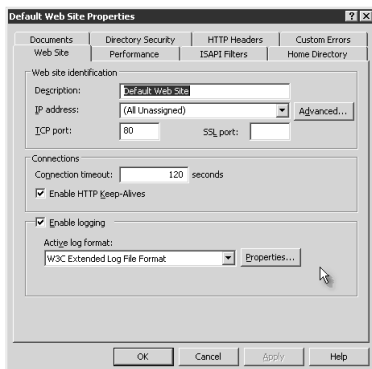 Default Web Site Properties
Documents Directory Security HTTP Headers Custom Errors
Web Site Performance ISAPI Filters Home Directory
Web site identification
Description: Default Web Site
IP address: (All Unassigned) Advanced...
TCP port: 80 SSL port:
Connections
Connection timeout: 120 seconds
Enable HTTP Keep-Alives
Enable logging
Active log format:
W3C Extended Log File Format Properties...
OK Cancel Apply Help